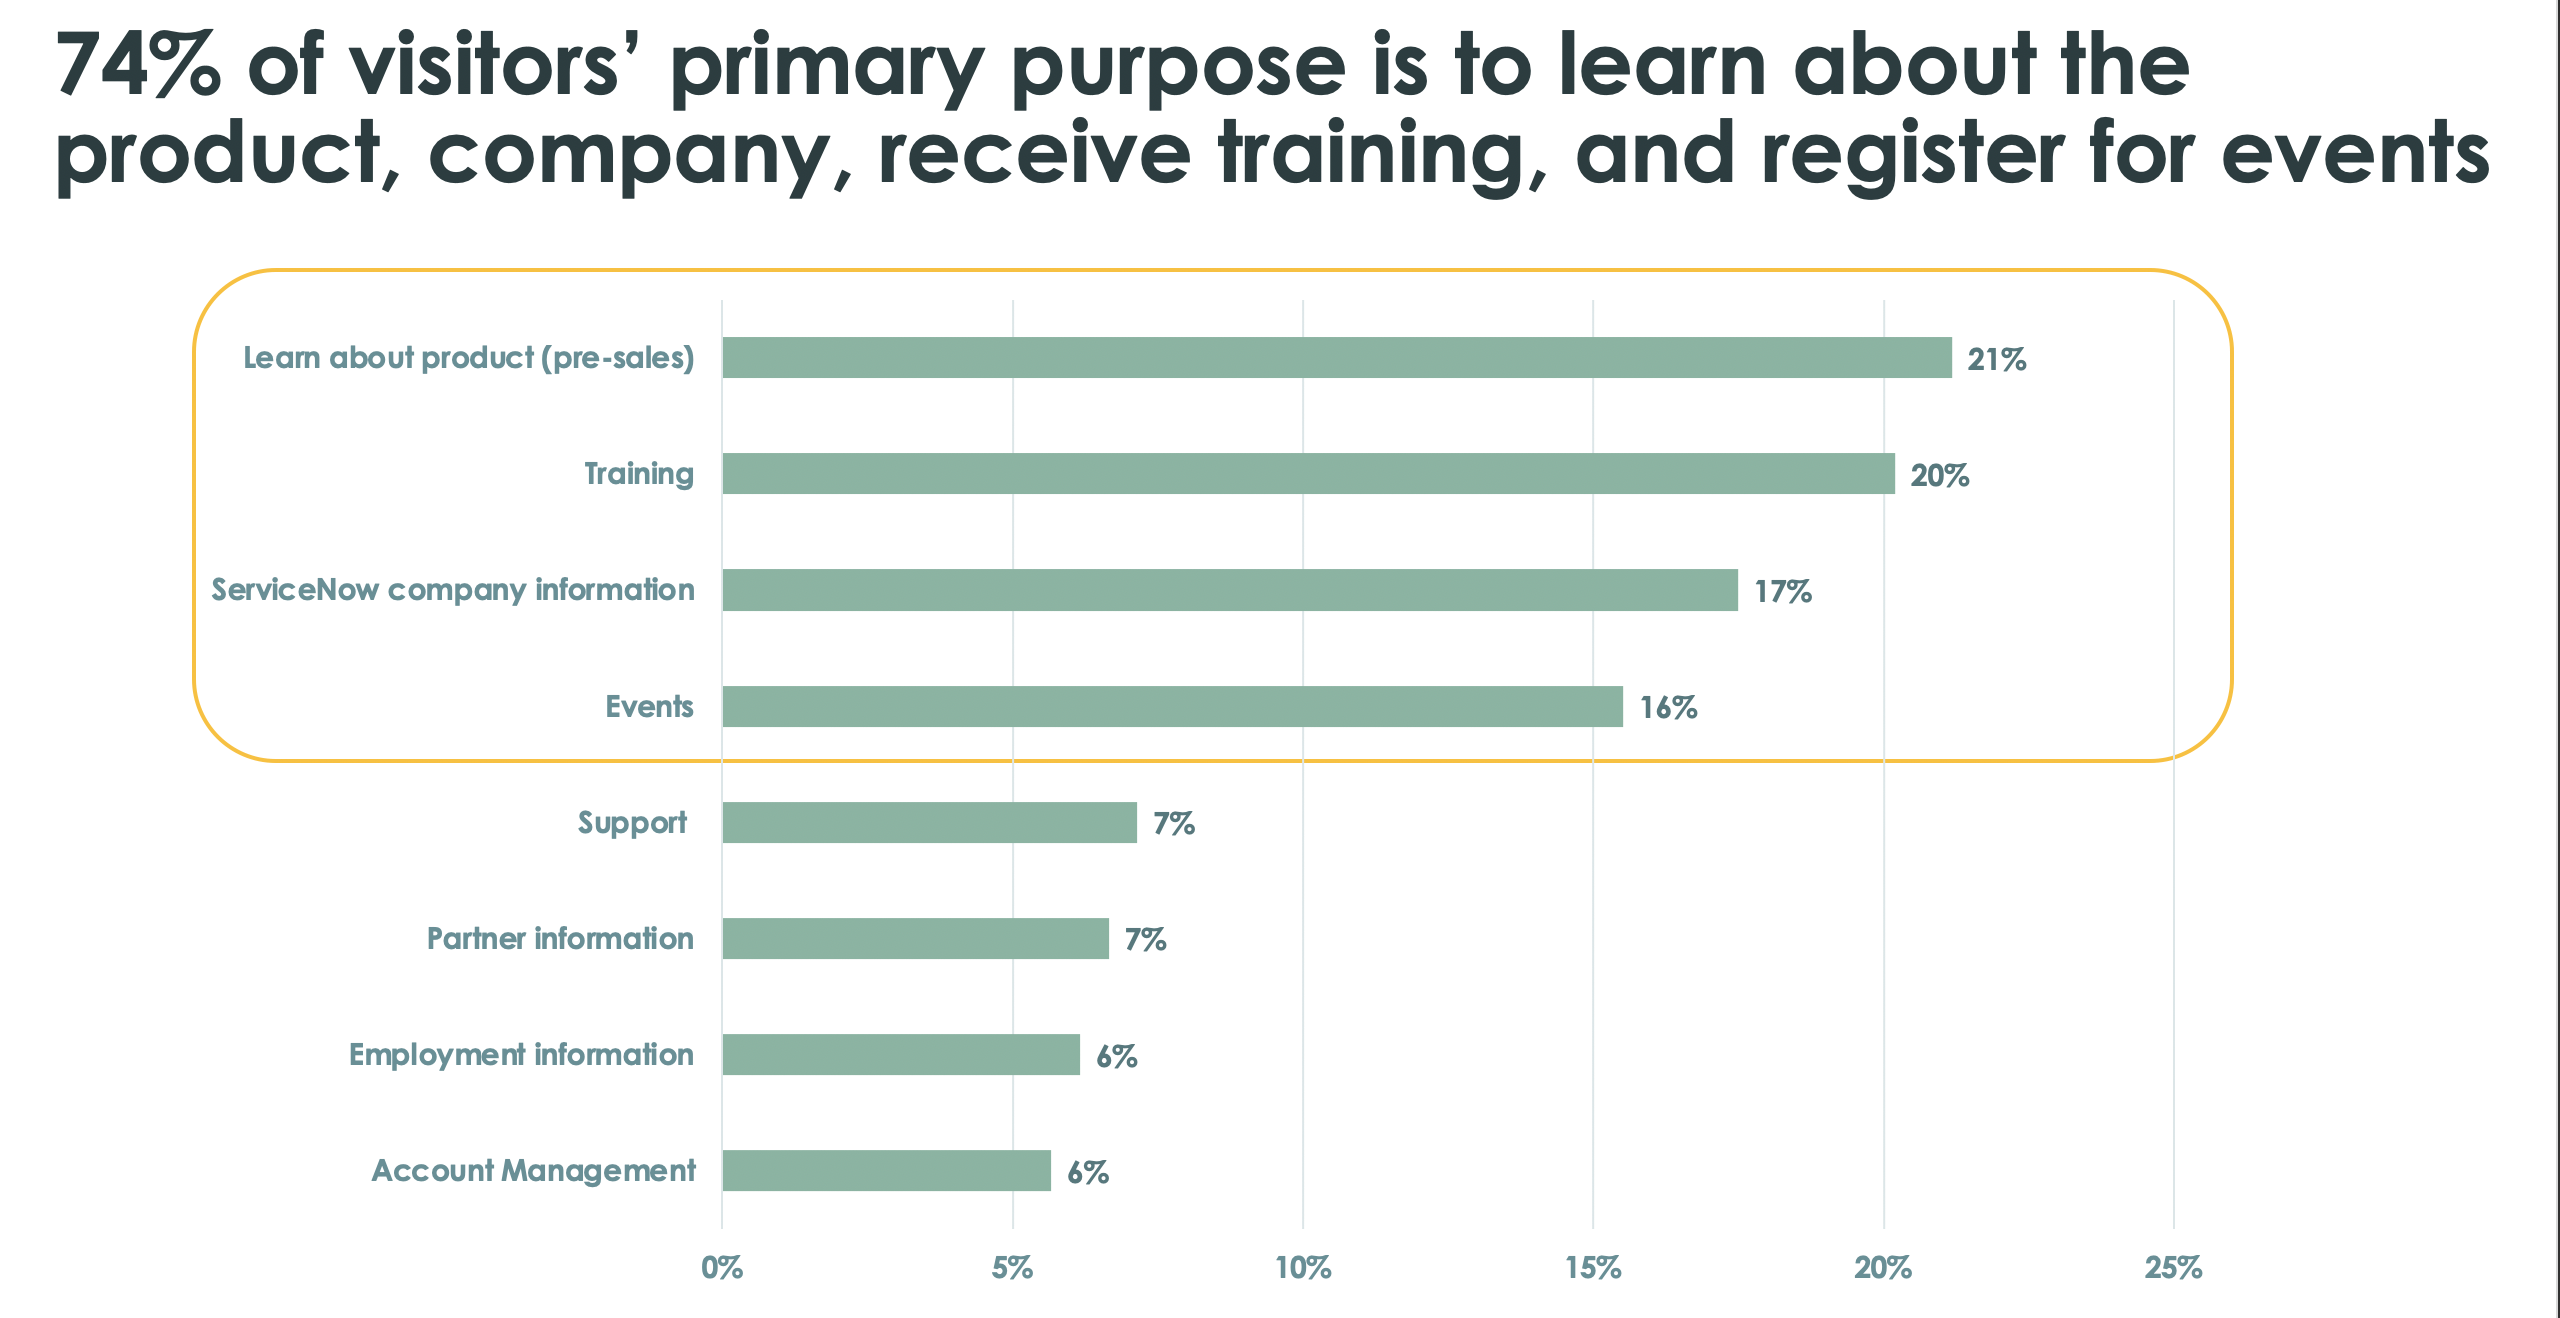 74% of visitors’ primary purpose is to learn about the
product, company, receive training, and register for events
Learn about product (pre-sales) 21%
Training 20%
ServiceNow company information 17%
Events 16%
Support 7%
Partner information 7%
Employment information 6%
Account Management 6%
0% 5% 10% 15% 20% 25%